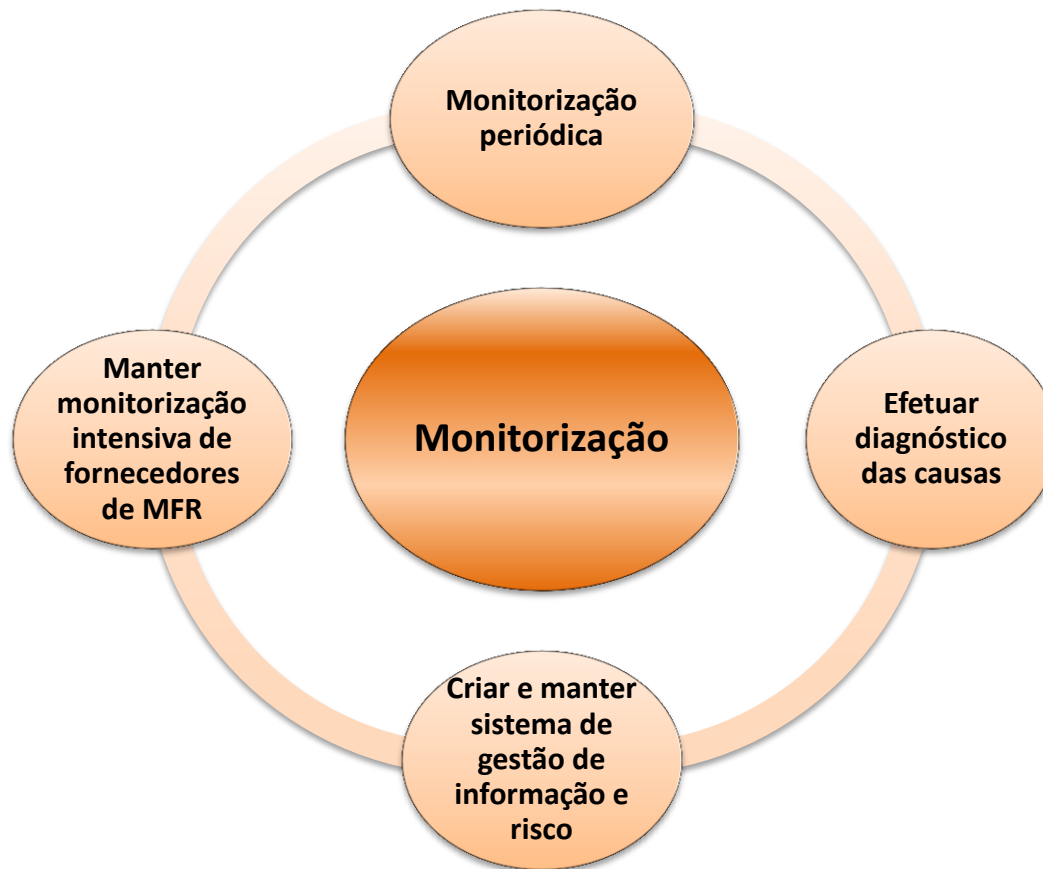 Monitorização
periódica
Manter
monitorização
intensiva de
fornecedores
de MFR
Monitorização
Efetuar
diagnóstico
das causas
Criar e manter
sistema de
gestão de
informação e
risco